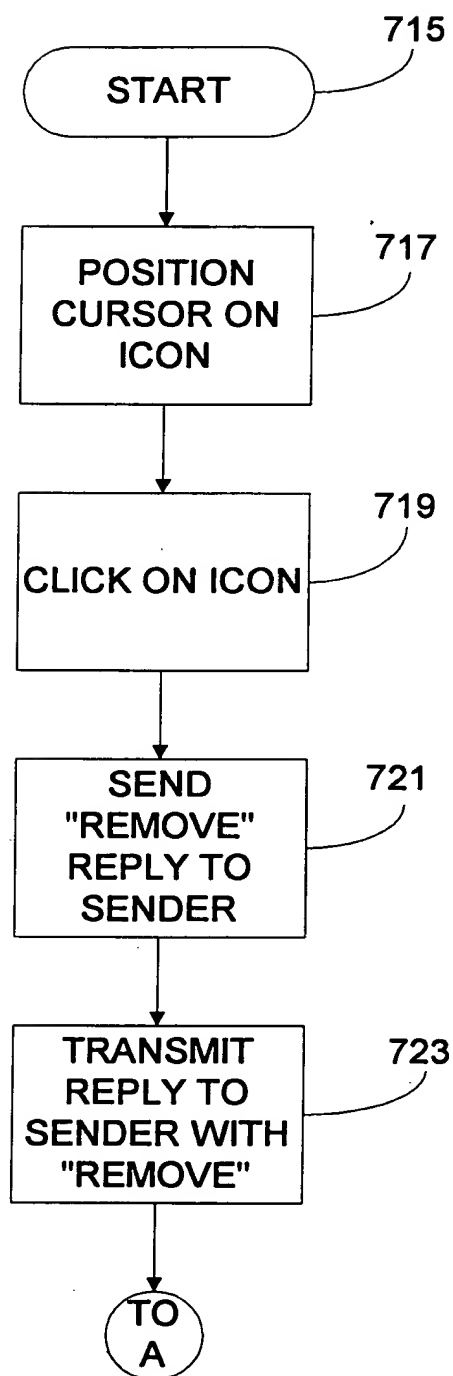 715
START
717
POSITION
CURSOR ON
ICON
719
CLICK ON ICON
721
SEND
"REMOVE"
REPLY TO
SENDER
723
TRANSMIT
REPLY TO
SENDER WITH
"REMOVE"
TO
A